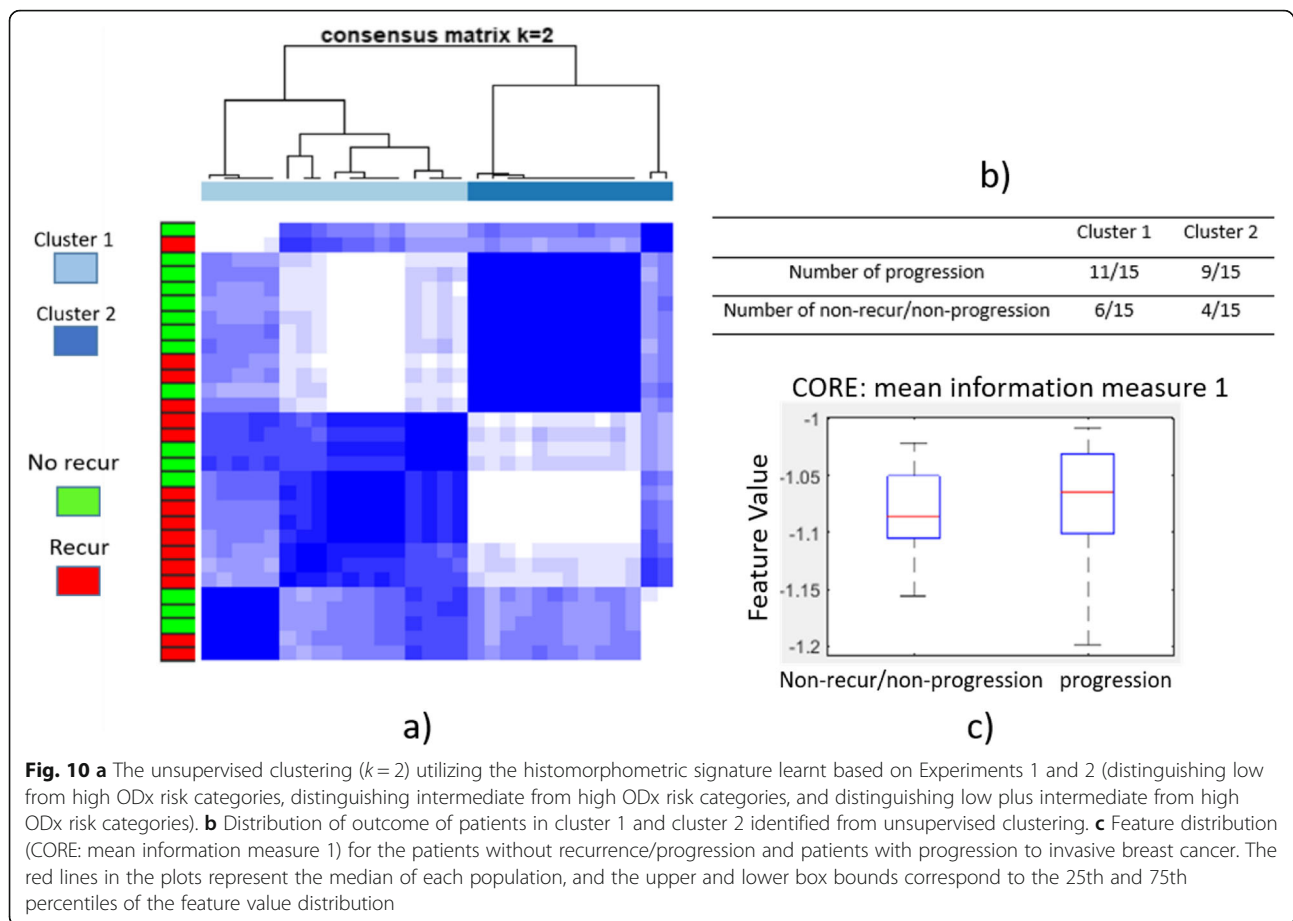 consensus matrix k=2
Cluster 1
Cluster 2
No recur
Recur
a)
b)
Cluster 1 Cluster 2
Number of progression 11/15 9/15
Number of non-recur/non-progression 6/15 4/15
CORE: mean information measure 1
Feature Value
-1
-1.05
-1.1
-1.15
-1.2
Non-recur/non-progression progression
c)
Fig. 10 a The unsupervised clustering (k = 2) utilizing the histomorphometric signature learnt based on Experiments 1 and 2 (distinguishing low
from high ODx risk categories, distinguishing intermediate from high ODx risk categories, and distinguishing low plus intermediate from high
ODx risk categories). b Distribution of outcome of patients in cluster 1 and cluster 2 identified from unsupervised clustering. c Feature distribution
(CORE: mean information measure 1) for the patients without recurrence/progression and patients with progression to invasive breast cancer. The
red lines in the plots represent the median of each population, and the upper and lower box bounds correspond to the 25th and 75th
percentiles of the feature value distribution